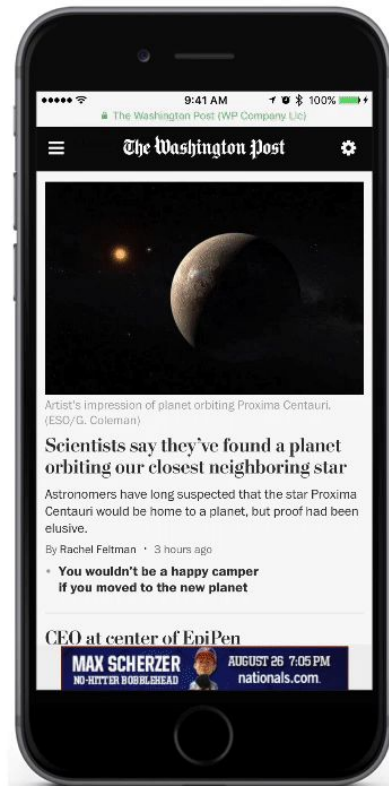 9:41 AM 100%
The Washington Post (WP Company Llc)
The Washington Post
Artist's impression of planet orbiting Proxima Centauri.
(ESO/G. Coleman)
Scientists say they've found a planet
orbiting our closest neighboring star
Astronomers have long suspected that the star Proxima
Centauri would be home to a planet, but proof had been
elusive.
By Rachel Feltman • 3 hours ago
• You wouldn't be a happy camper
if you moved to the new planet
CEO at center of EpiPen
MAX SCHERZER
NO-HITTER BOBBLEHEAD
AUGUST 26 7:05 PM
nationals.com